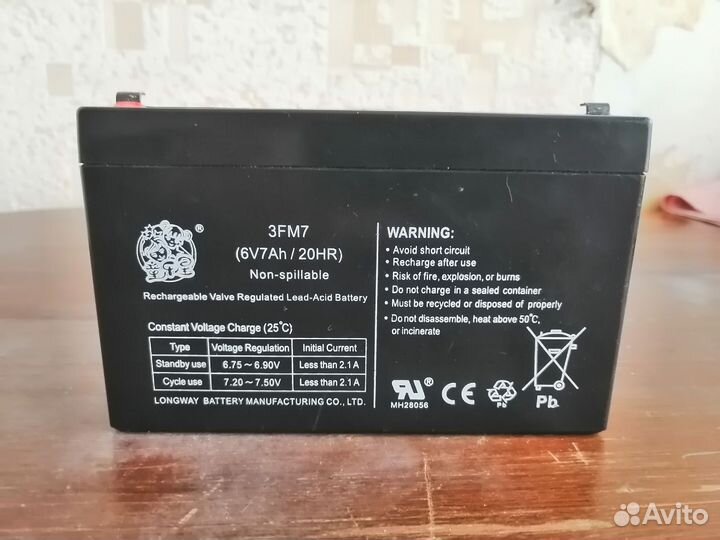 ®
3FM7
(6V7Ah / 20HR)
Non-spillable
Rechargeable Valve Regulated Lead-Acid Battery
Constant Voltage Charge (25℃)
Type Voltage Regulation Initial Current
Standby use 6.75～6.90V Less than 2.1 A
Cycle use 7.20～7.50V Less than 2.1 A
LONGWAY BATTERY MANUFACTURING CO., LTD.
WARNING:
• Avoid short circuit
• Recharge after use
• Risk of fire, explosion, or burns
• Do not charge in a sealed container
• Must be recycled or disposed of properly
• Do not disassemble, heat above 50℃,
or incinerate
RU ® CE Pb Pb
MH28056
Avito